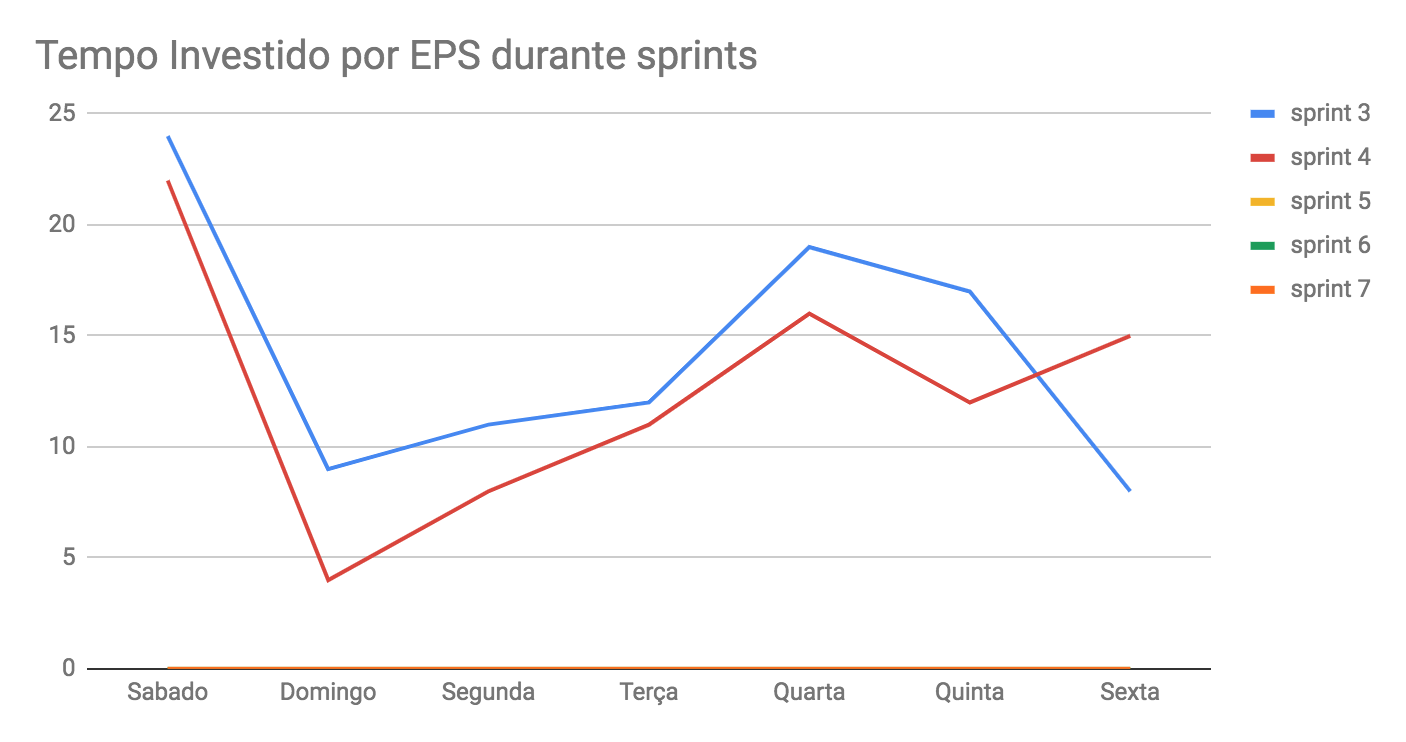 Tempo Investido por EPS durante sprints
25
20
15
10
5
0
Sabado Domingo Segunda Terça Quarta Quinta Sexta
sprint 3
sprint 4
sprint 5
sprint 6
sprint 7